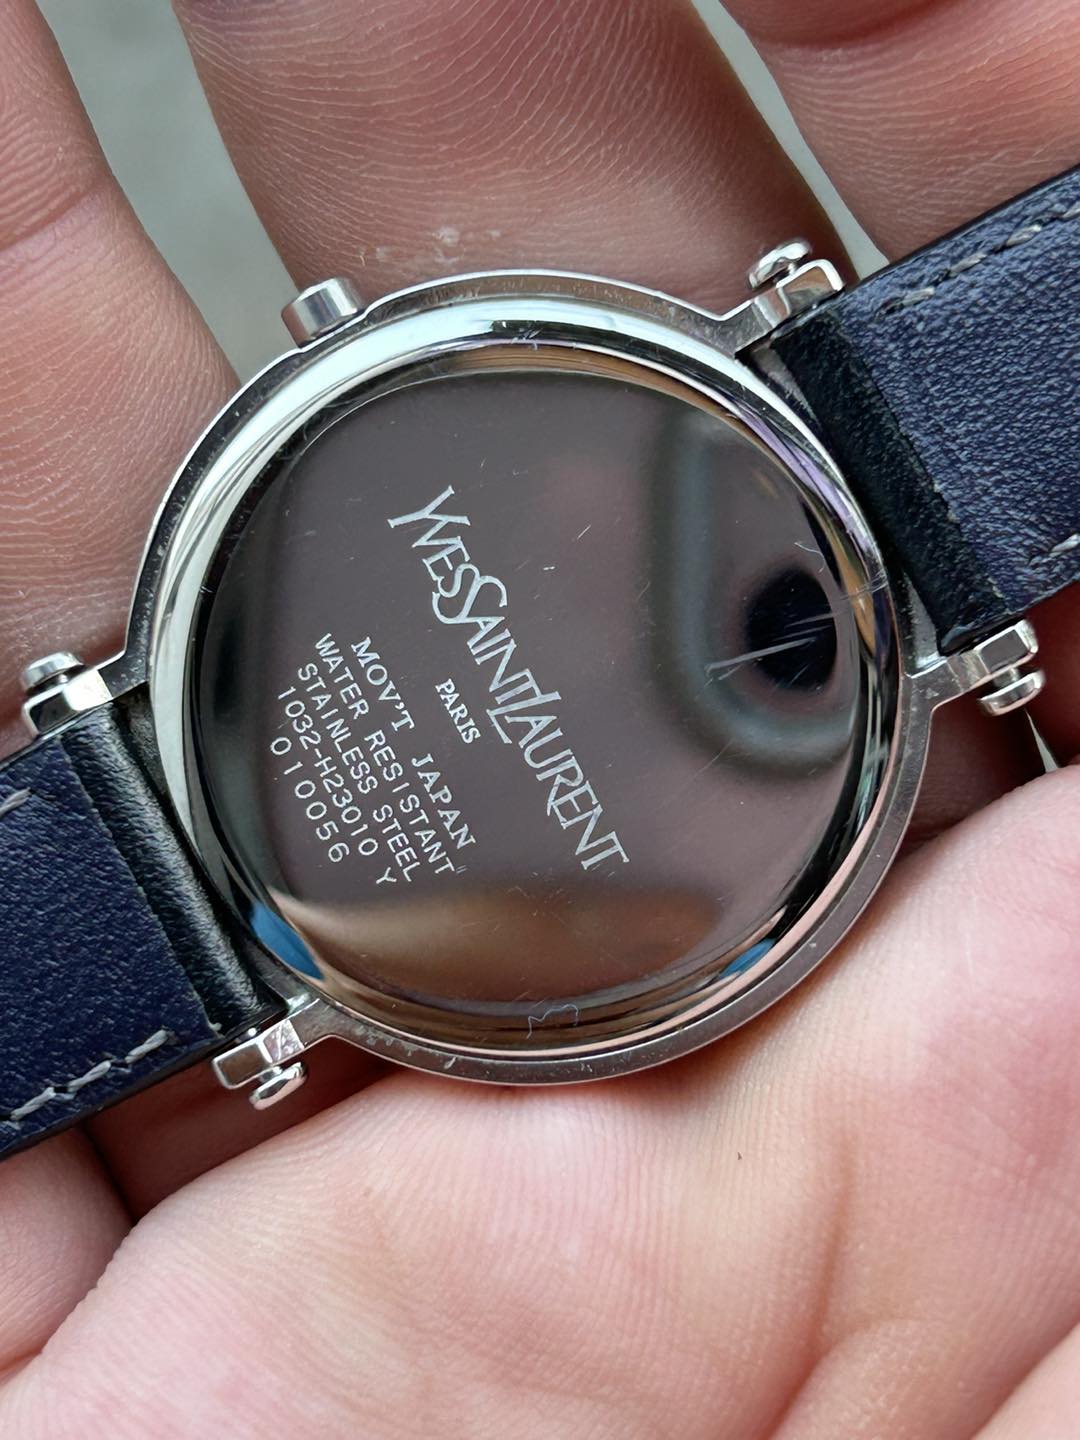 YVESSAINTLAURENT
PARIS
MOV'T JAPAN
WATER RESISTANT
STAINLESS STEEL
1032-H23010 Y
010056